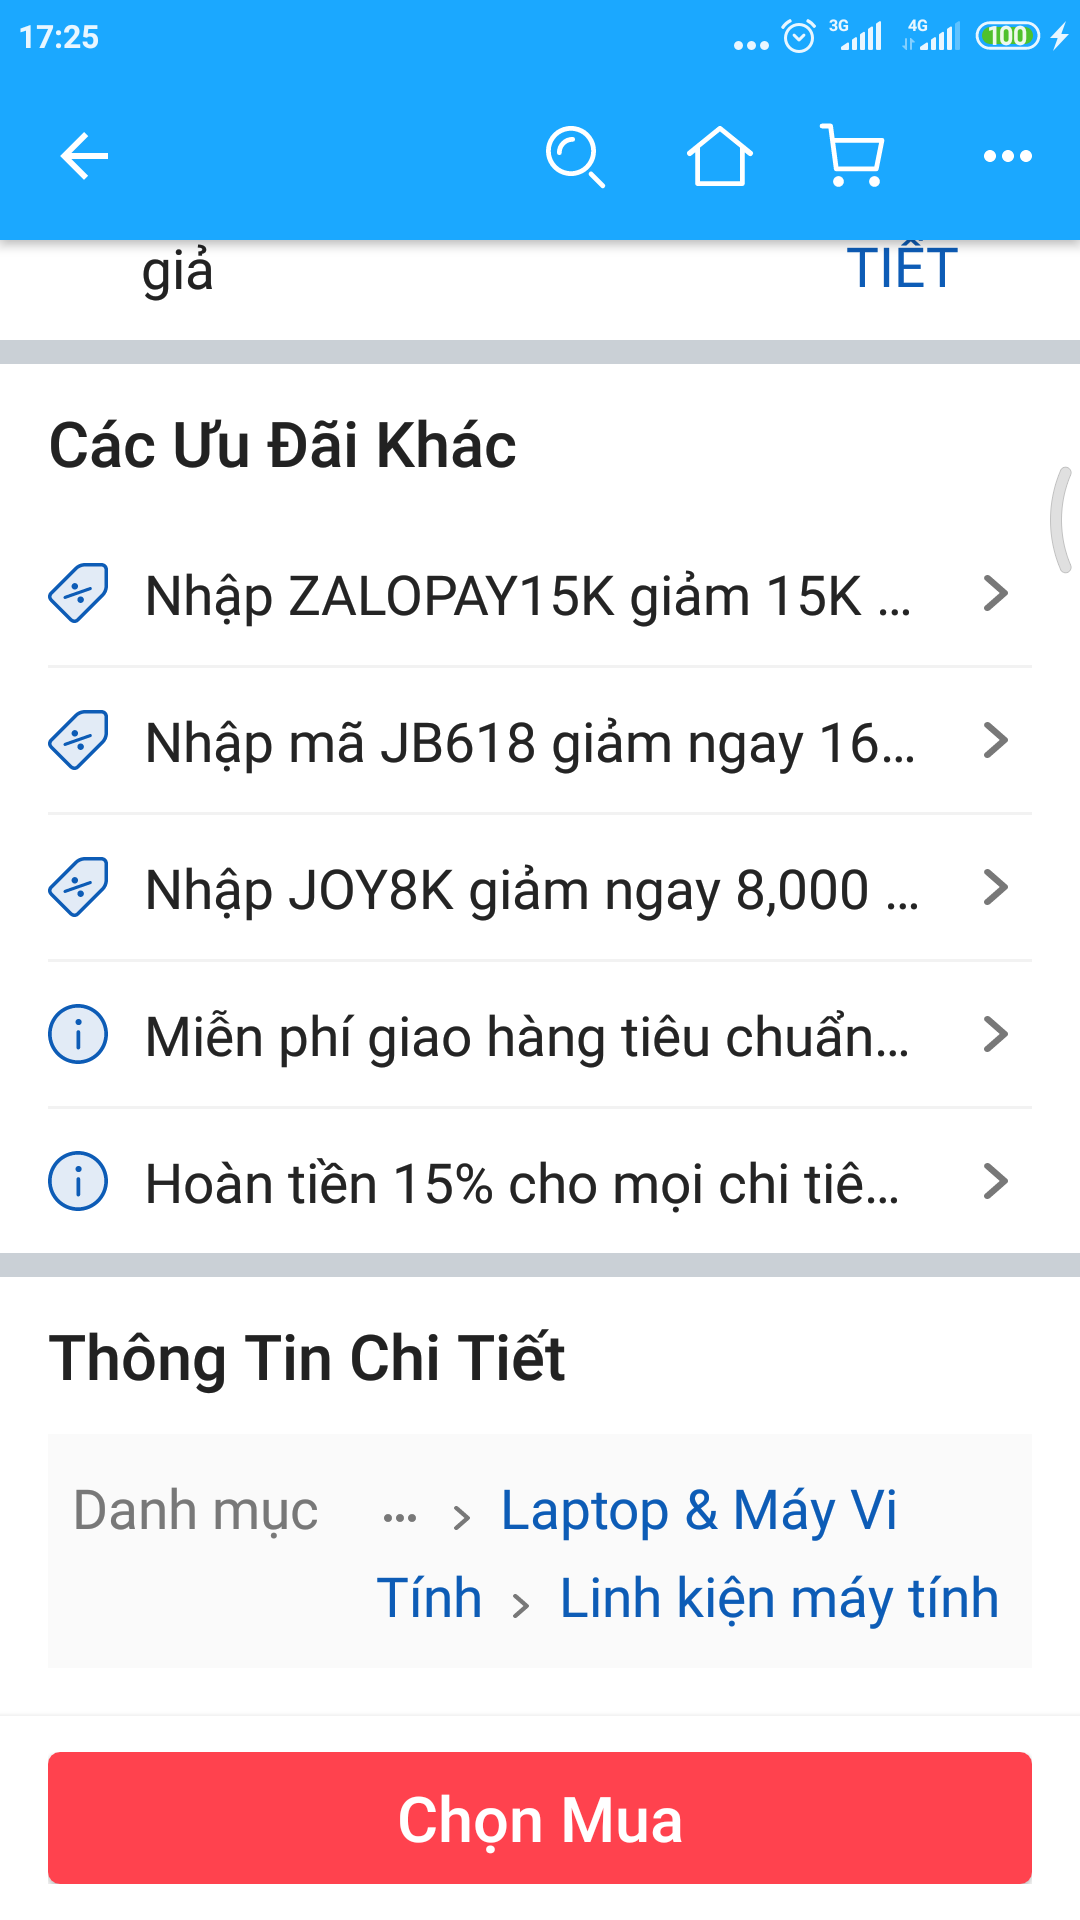 17:25
3G 4G 100
giả TIẾT
Các Ưu Đãi Khác
Nhập ZALOPAY15K giảm 15K ...
Nhập mã JB618 giảm ngay 16...
Nhập JOY8K giảm ngay 8,000 ...
Miễn phí giao hàng tiêu chuẩn...
Hoàn tiền 15% cho mọi chi tiê...
Thông Tin Chi Tiết
Danh mục ... > Laptop & Máy Vi
Tính > Linh kiện máy tính
Chọn Mua